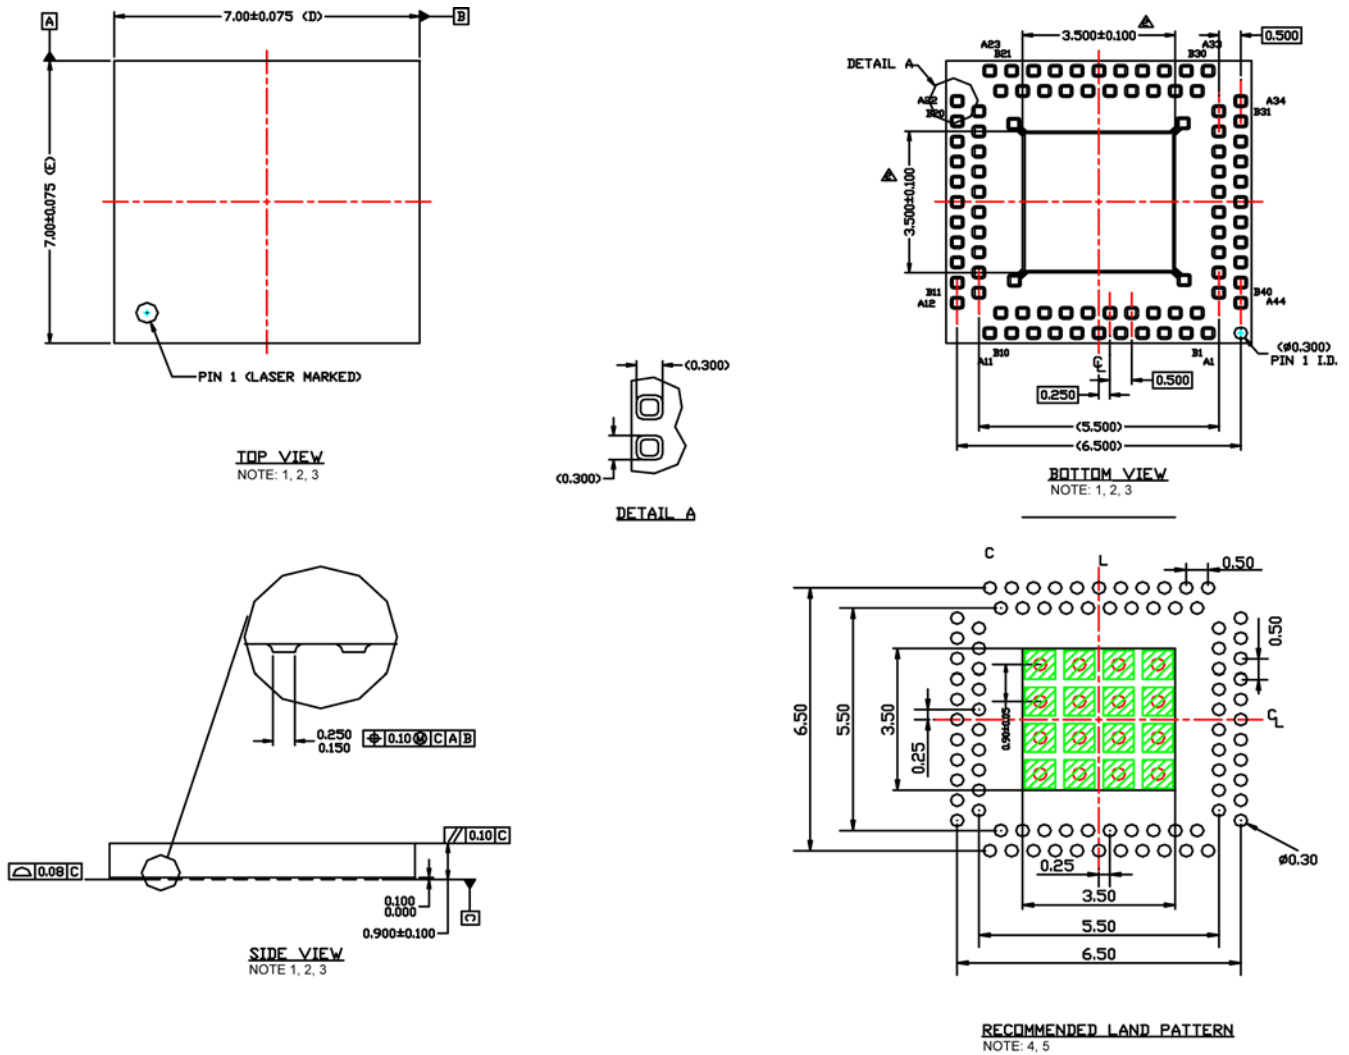 A
7.00±0.075 (D)
B
7.00±0.075 (E)
PIN 1 (LASER MARKED)
TOP VIEW
NOTE: 1, 2, 3
(0.300)
(0.300)
DETAIL A
3.500±0.100
0.500
A23
B21
B30
A33
DETAIL A
A22
B20
A34
B31
3.500±0.100
B11
A12
B40
A44
B10
A11
B1
A1
(ø0.300)
PIN 1 I.D.
CL
0.250
0.500
(5.500)
(6.500)
BOTTOM VIEW
NOTE: 1, 2, 3
0.250
0.150
0.10 Ⓜ C A B
0.10 C
0.08 C
0.100
0.000
C
0.900±0.100
SIDE VIEW
NOTE 1, 2, 3
C
L
0.50
0.50
6.50
5.50
3.50
0.90±0.05
0.25
CL
0.25
ø0.30
3.50
5.50
6.50
RECOMMENDED LAND PATTERN
NOTE: 4, 5